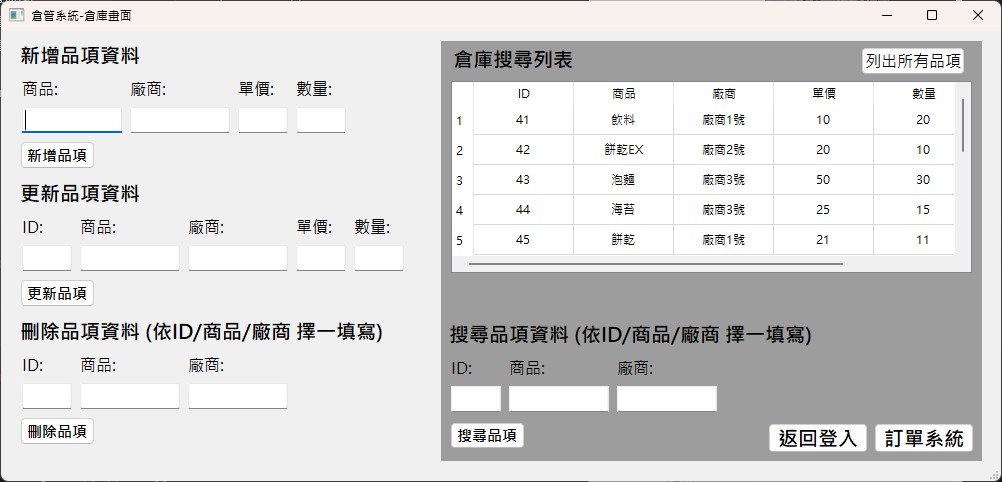 倉管系統-倉庫畫面
新增品項資料
商品: 廠商: 單價: 數量:
新增品項
更新品項資料
ID: 商品: 廠商: 單價: 數量:
更新品項
刪除品項資料 (依ID/商品/廠商 擇一填寫)
ID: 商品: 廠商:
刪除品項
倉庫搜尋列表 列出所有品項
ID 商品 廠商 單價 數量
1 41 飲料 廠商1號 10 20
2 42 餅乾EX 廠商2號 20 10
3 43 泡麵 廠商3號 50 30
4 44 海苔 廠商3號 25 15
5 45 餅乾 廠商1號 21 11
搜尋品項資料 (依ID/商品/廠商 擇一填寫)
ID: 商品: 廠商:
搜尋品項
返回登入 訂單系統